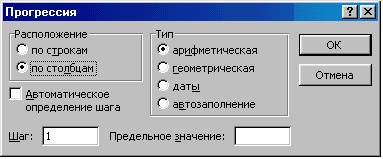 Прогрессия
Расположение
по строкам
по столбцам
Автоматическое
определение шага
Тип
арифметическая
геометрическая
даты
автозаполнение
OK
Отмена
Шаг: 1
Предельное значение: